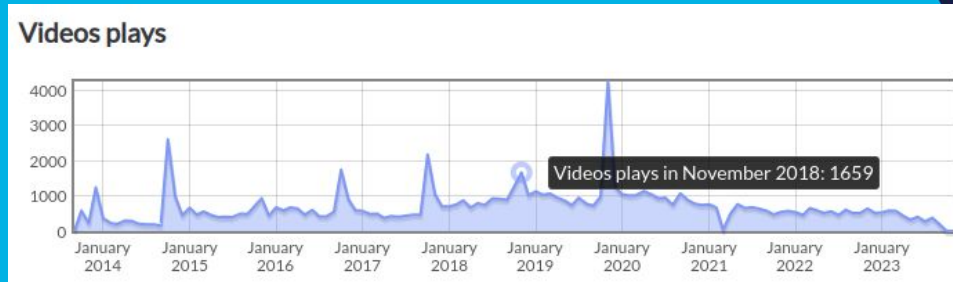 Videos plays
4000
3000
2000
1000
0
Videos plays in November 2018: 1659
January January January January January January January January January January
2014 2015 2016 2017 2018 2019 2020 2021 2022 2023